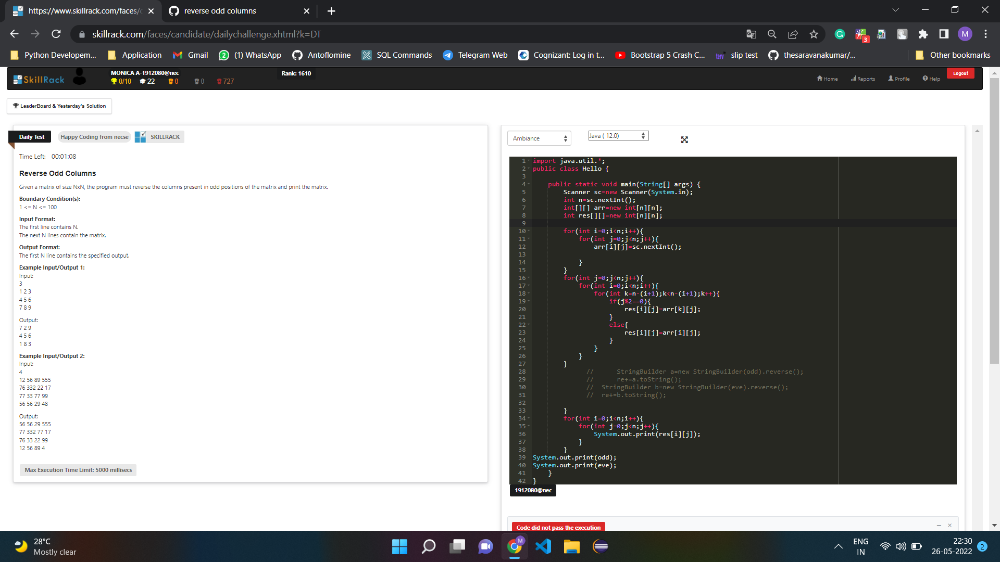 https://www.skillrack.com/faces/c
reverse odd columns
skillrack.com/faces/candidate/dailychallenge.xhtml?k=DT
3
M
Python Developem...
Application
Gmail
(1) WhatsApp
Antoflomine
SQL Commands
Telegram Web
Cognizant: Log in t...
Bootstrap 5 Crash C...
slip test
thesaravanakumar/...
Other bookmarks
SkillRack
MONICA A-1912080@nec
0/10 22 0 0 727
Rank: 1610
Home
Reports
Profile
Help
Logout
LeaderBoard & Yesterday's Solution
Daily Test
Happy Coding from necse
SKILLRACK
Time Left: 00:01:08
Reverse Odd Columns
Given a matrix of size NxN, the program must reverse the columns present in odd positions of the matrix and print the matrix.
Boundary Condition(s):
1 <= N <= 100
Input Format:
The first line contains N.
The next N lines contain the matrix.
Output Format:
The first N line contains the specified output.
Example Input/Output 1:
Input:
3
1 2 3
4 5 6
7 8 9
Output:
7 2 9
4 5 6
1 8 3
Example Input/Output 2:
Input:
4
12 56 89 555
76 332 22 17
77 33 77 99
56 56 29 48
Output:
56 56 29 555
77 332 77 17
76 33 22 99
12 56 89 4
Max Execution Time Limit: 5000 millisecs
Ambiance
Java ( 12.0)
1 import java.util.*;
2 public class Hello {
3
4 public static void main(String[] args) {
5 Scanner sc=new Scanner(System.in);
6 int n=sc.nextInt();
7 int[][] arr=new int[n][n];
8 int res[][]=new int[n][n];
9
10 for(int i=0;i<n;i++){
11 for(int j=0;j<n;j++){
12 arr[i][j]=sc.nextInt();
13
14 }
15 }
16 for(int j=0;j<n;j++){
17 for(int i=0;i<n;i++){
18 for(int k=n-(i+1);k<n-(i+1);k++){
19 if(j%2==0){
20 res[i][j]=arr[k][j];
21 }
22 else{
23 res[i][j]=arr[i][j];
24 }
25 }
26 }
27 }
28 // StringBuilder a=new StringBuilder(odd).reverse();
29 // re+=a.toString();
30 // StringBuilder b=new StringBuilder(eve).reverse();
31 // re+=b.toString();
32
33 }
34 for(int i=0;i<n;i++){
35 for(int j=0;j<n;j++){
36 System.out.print(res[i][j]);
37 }
38 }
39 System.out.print(odd);
40 System.out.print(eve);
41 }
42 }
1912080@nec
Code did not pass the execution
28°C
Mostly clear
M
ENG
IN
22:30
26-05-2022
2